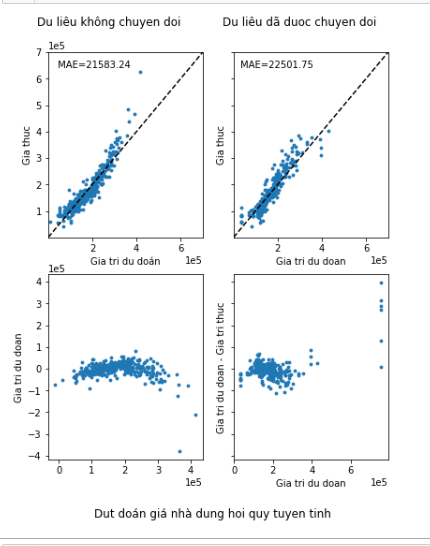 Du liêu không chuyen doi
Du liêu dã duoc chuyen doi
1e5
7
6
5
4
3
2
1
MAE=21583.24
MAE=22501.75
Gia thuc
Gia thuc
2
4
6
2
4
6
Gia tri du doán
1e5
Gia tri du doan
1e5
1e5
4
3
2
1
0
−1
−2
−3
−4
Gia tri du doan
Gia tri du doan - Gia tri thuc
0
1
2
3
4
0
2
4
6
1e5
Gia tri du doan
1e5
Dut doán giá nhà dung hoi quy tuyen tinh